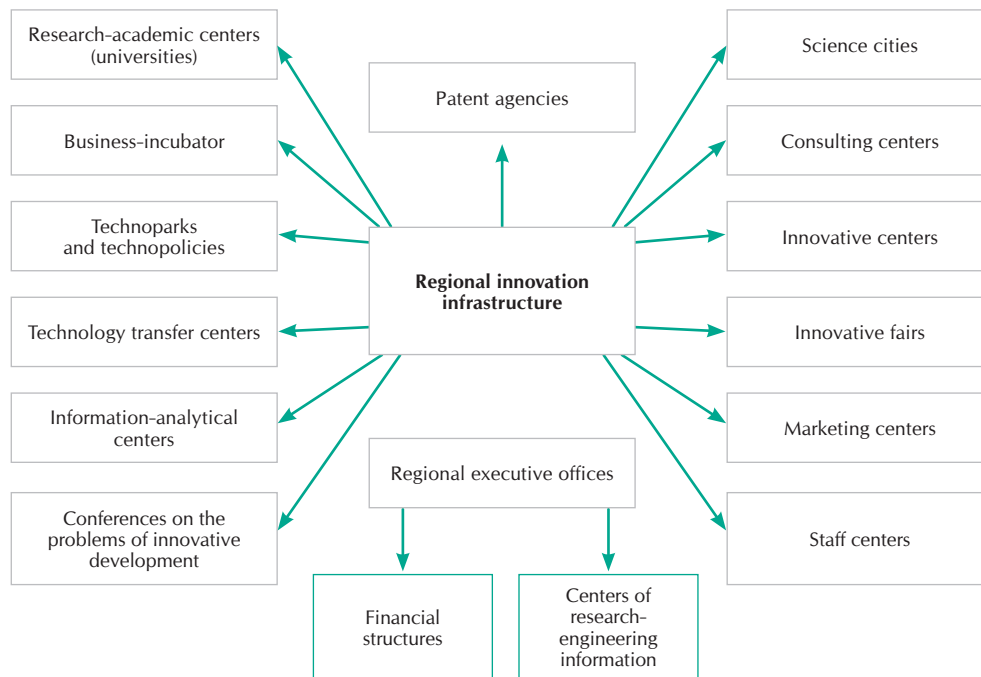 Research-academic centers
(universities)
Business-incubator
Technoparks
and technopolicies
Technology transfer centers
Information-analytical
centers
Conferences on the
problems of innovative
development
Patent agencies
Regional innovation
infrastructure
Regional executive offices
Financial
structures
Centers of
research-
engineering
information
Science cities
Consulting centers
Innovative centers
Innovative fairs
Marketing centers
Staff centers